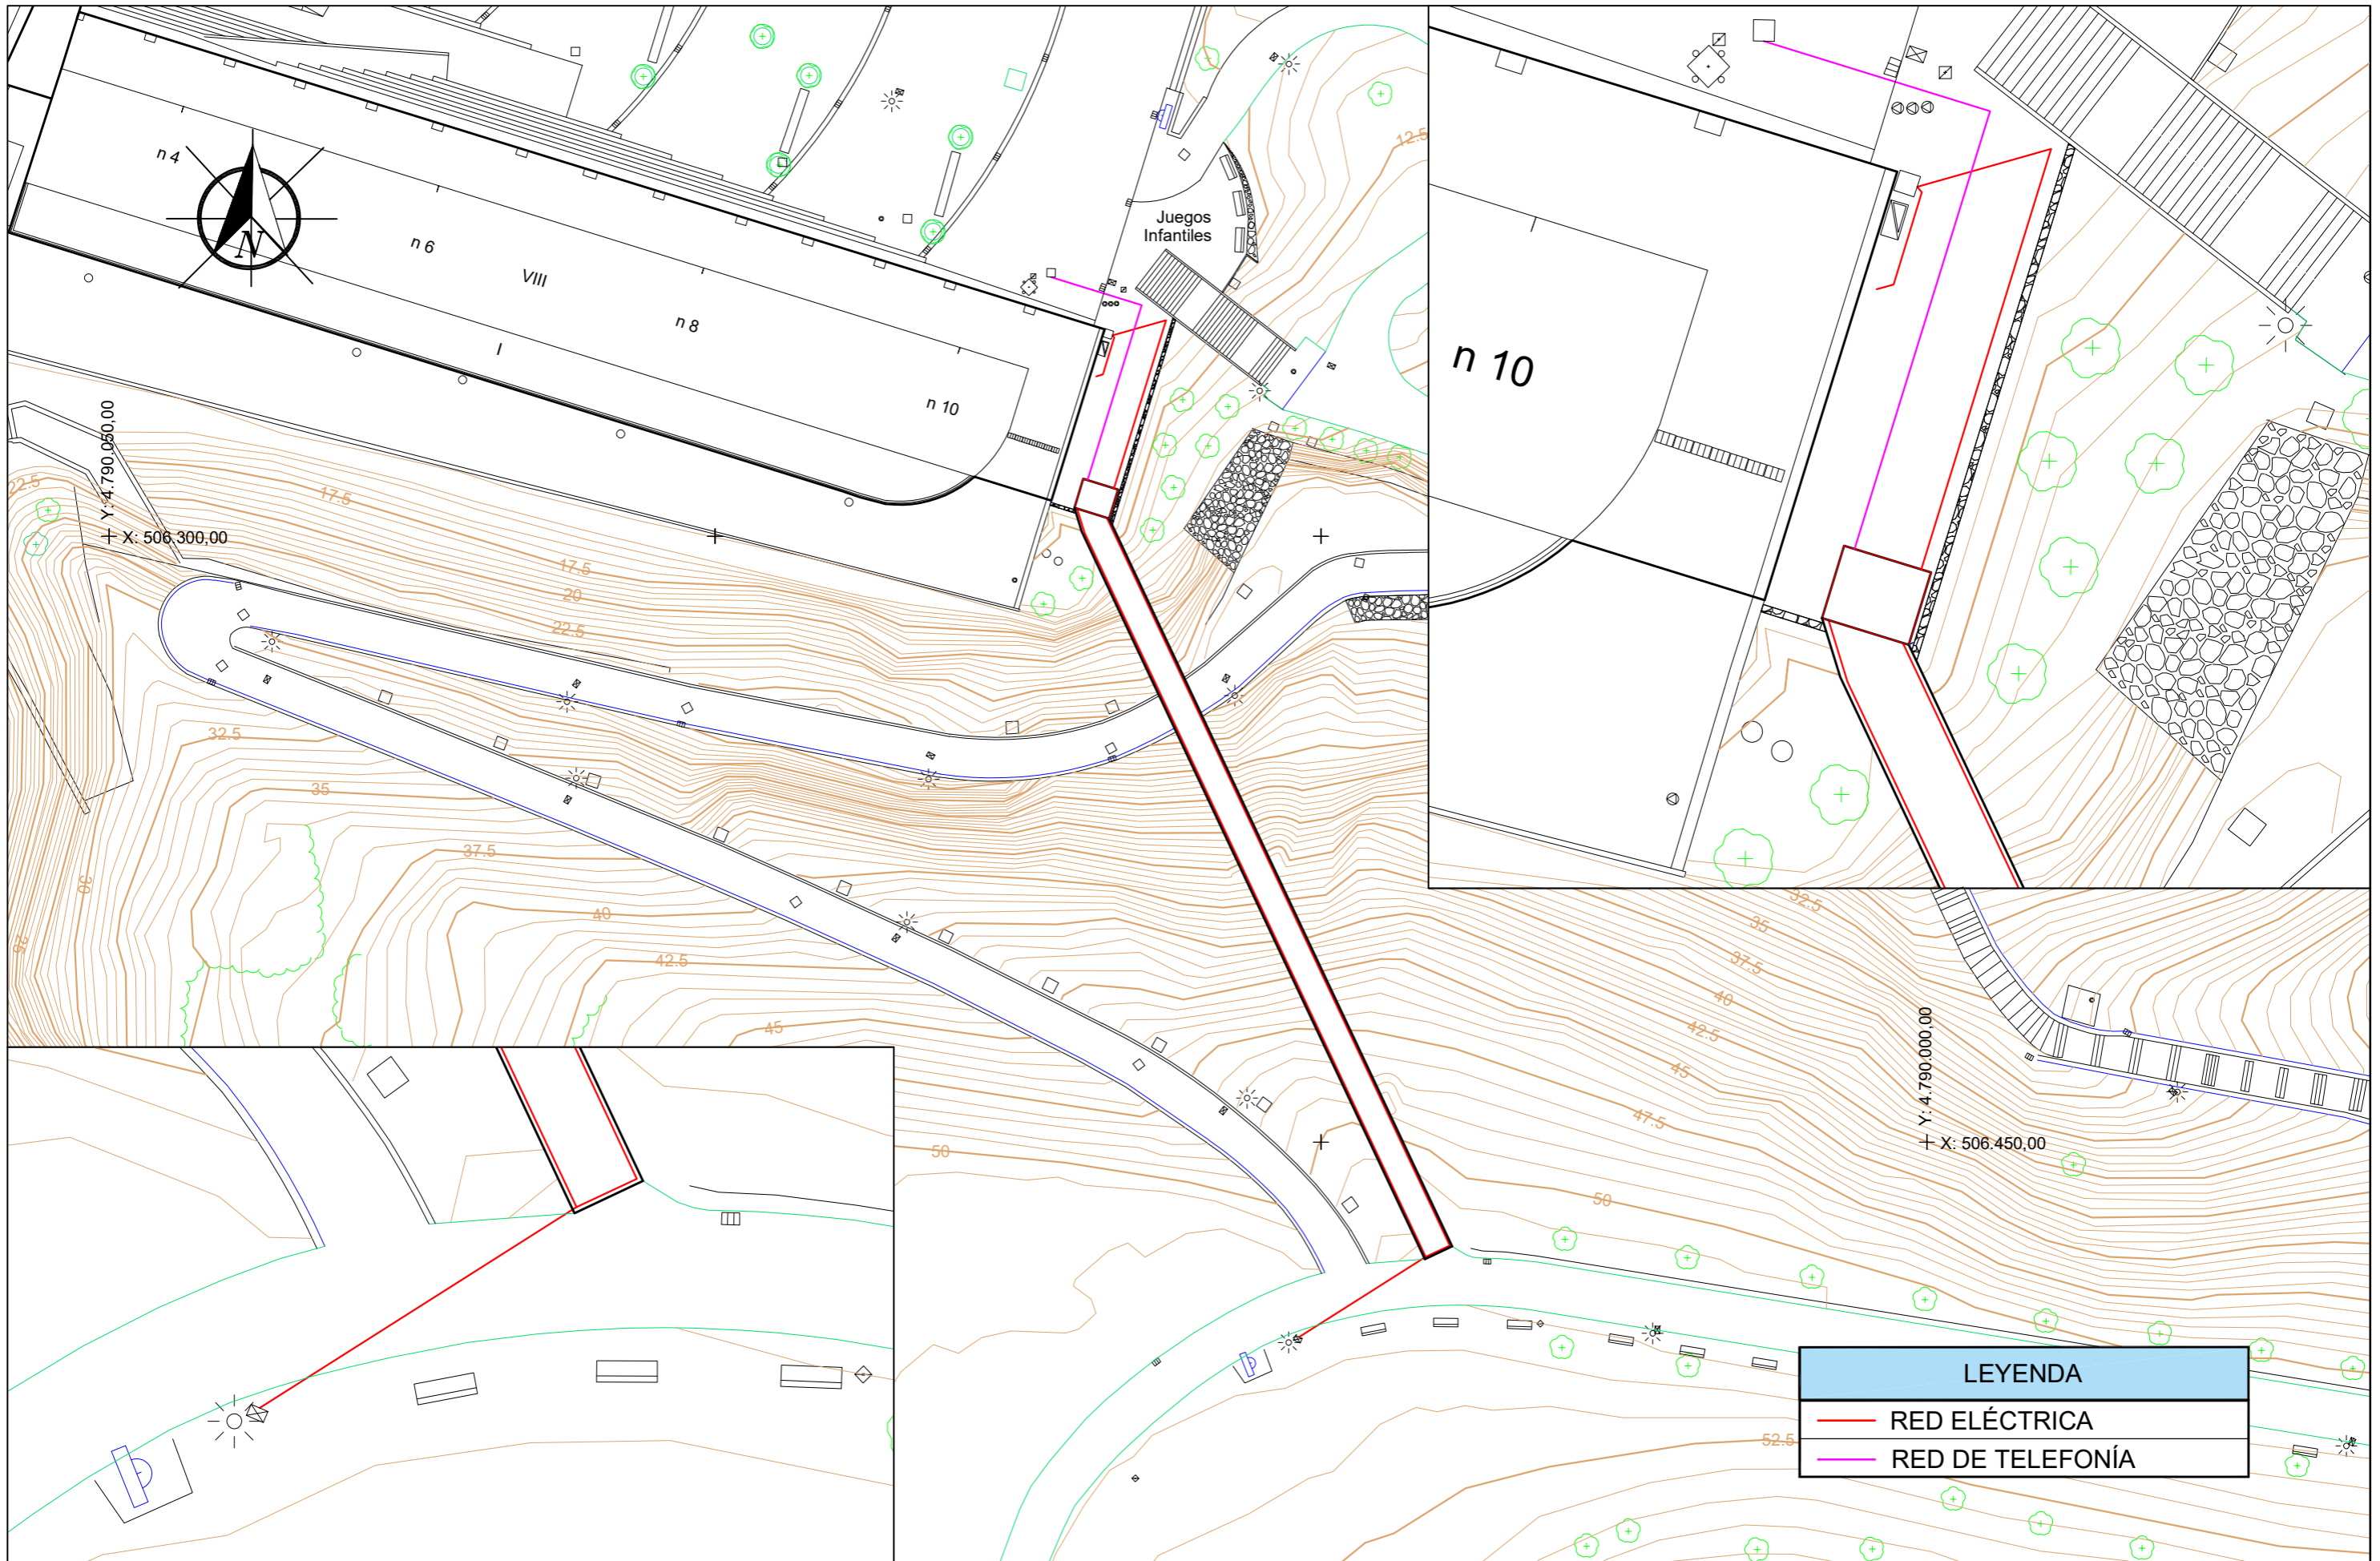 12.5
n 4
N
n 6
VIII
n 8
I
n 10
Juegos
Infantiles
n 10
Y: 4.790.050,00
X: 506.300,00
22.5
17.5
17.5
20
22.5
32.5
35
37.5
30
25
40
42.5
45
50
32.5
35
37.5
40
42.5
45
47.5
50
52.5
Y: 4.790.000,00
X: 506.450,00
LEYENDA
RED ELÉCTRICA
RED DE TELEFONÍA